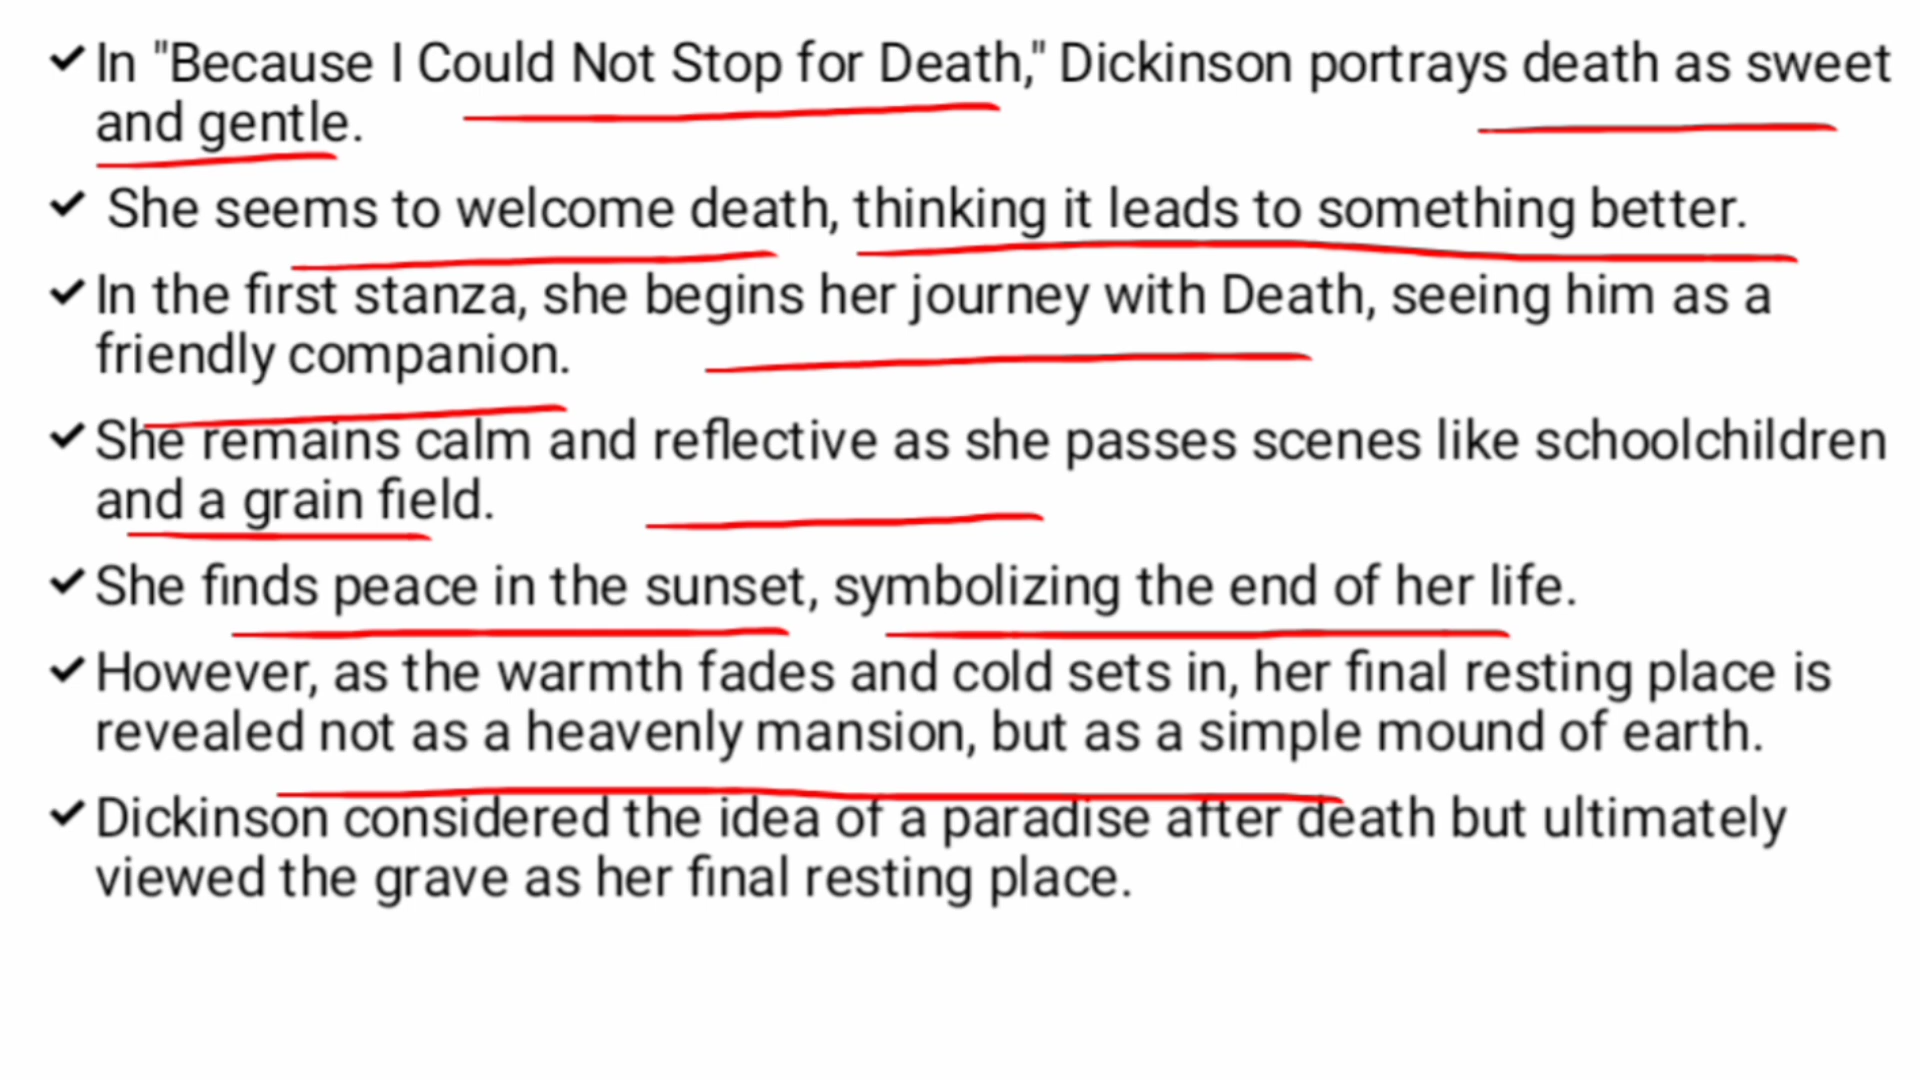 ✓ In "Because I Could Not Stop for Death," Dickinson portrays death as sweet
and gentle.
✓ She seems to welcome death, thinking it leads to something better.
✓ In the first stanza, she begins her journey with Death, seeing him as a
friendly companion.
✓ She remains calm and reflective as she passes scenes like schoolchildren
and a grain field.
✓ She finds peace in the sunset, symbolizing the end of her life.
✓ However, as the warmth fades and cold sets in, her final resting place is
revealed not as a heavenly mansion, but as a simple mound of earth.
✓ Dickinson considered the idea of a paradise after death but ultimately
viewed the grave as her final resting place.